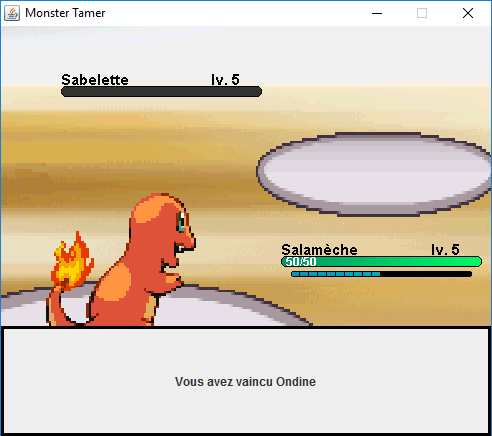 Monster Tamer
Sabelette lv. 5
Salamèche lv. 5
50/50
Vous avez vaincu Ondine